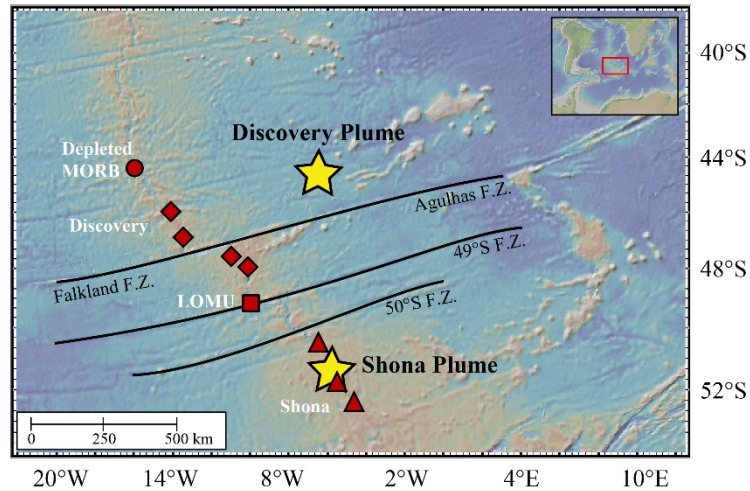 40°S
Discovery Plume
Depleted
MORB
44°S
Agulhas F.Z.
Discovery
49°S F.Z.
48°S
Falkland F.Z.
LOMU
50°S F.Z.
Shona Plume
52°S
Shona
0 250 500 km
20°W 14°W 8°W 2°W 4°E 10°E